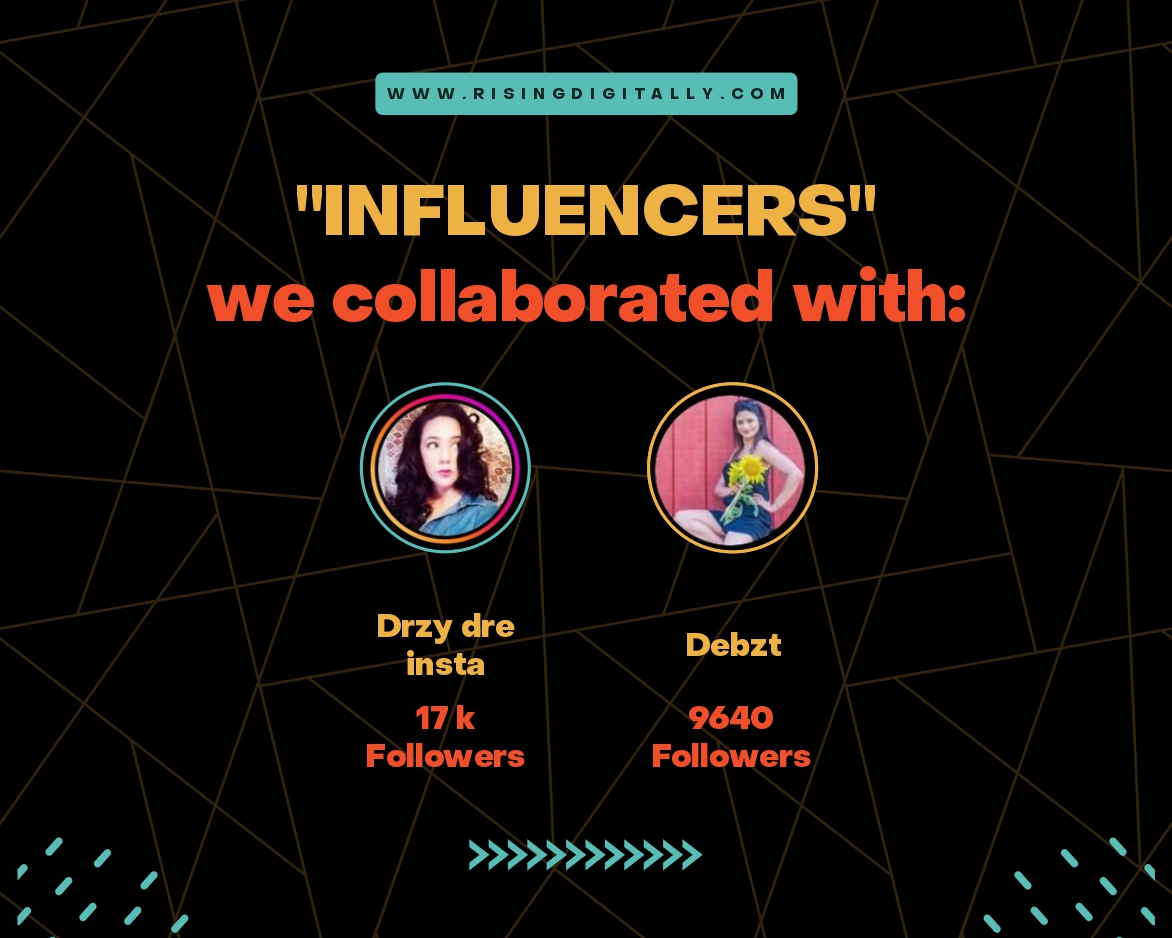 WWW.RISINGDIGITALLY.COM
"INFLUENCERS"
we collaborated with:
Drzy dre
insta
17 k
Followers
Debzt
9640
Followers